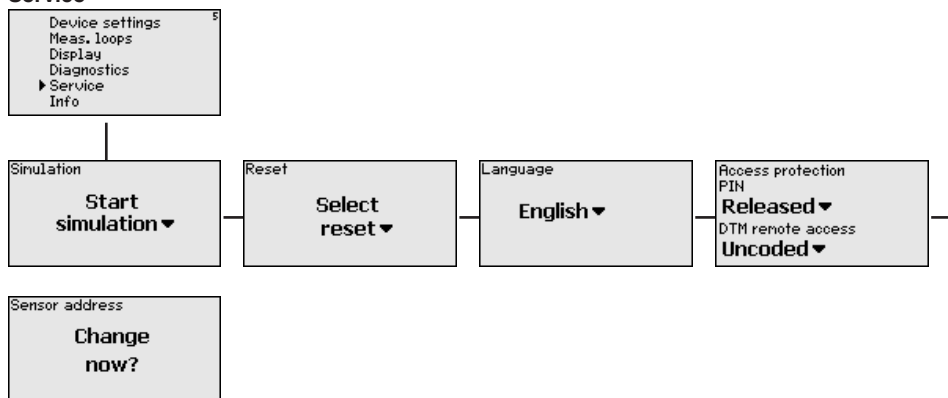 Service
Device settings
5
Meas. loops
Display
Diagnostics
Service
Info
Simulation
Start
simulation
Reset
Select
reset
Language
English
Access protection
PIN
Released
DTM remote access
Uncoded
Sensor address
Change
now?